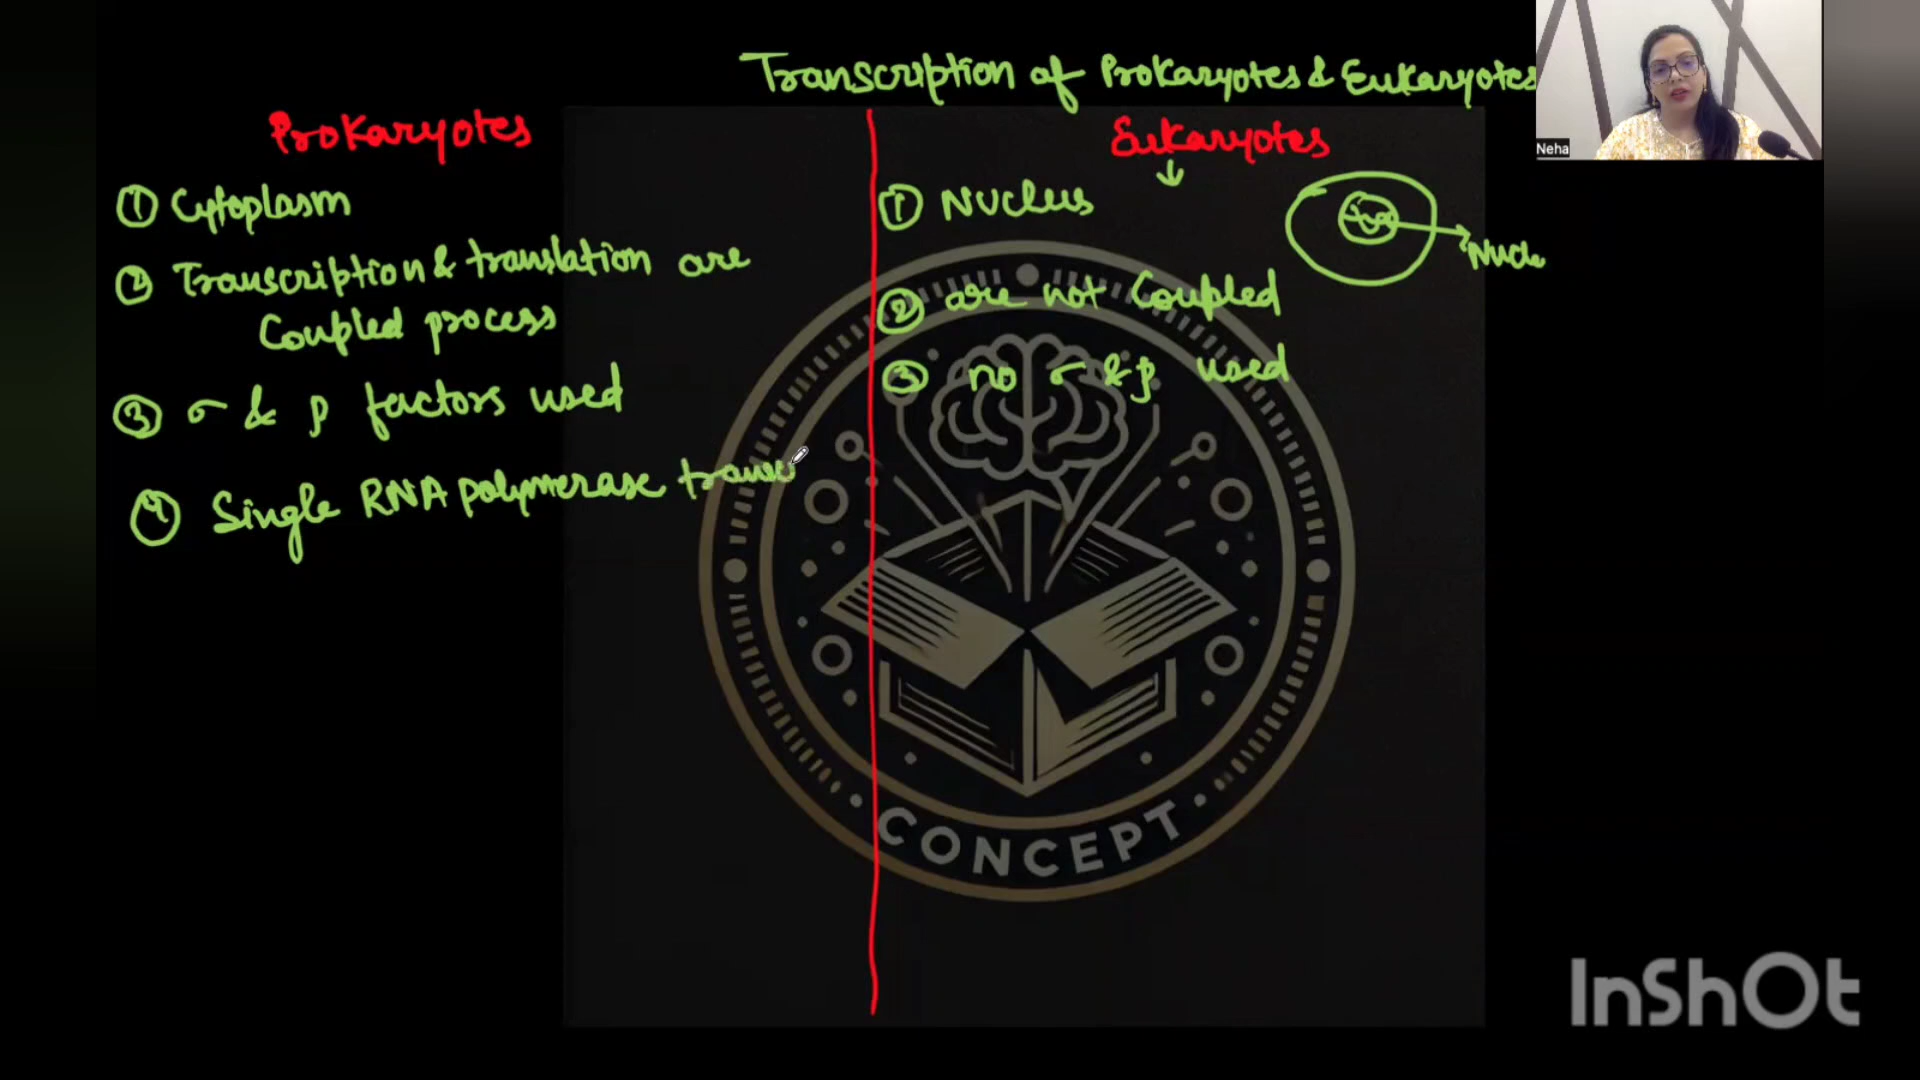 Transcription of Prokaryotes & Eukaryotes
Neha
Prokaryotes
① Cytoplasm
② Transcription & translation are
Coupled process
③ σ & ρ factors used
④ Single RNA polymerase transc
Eukaryotes
↓
① Nucleus
Nucle
② are not Coupled
③ no σ & ρ used
CONCEPT
InShOt